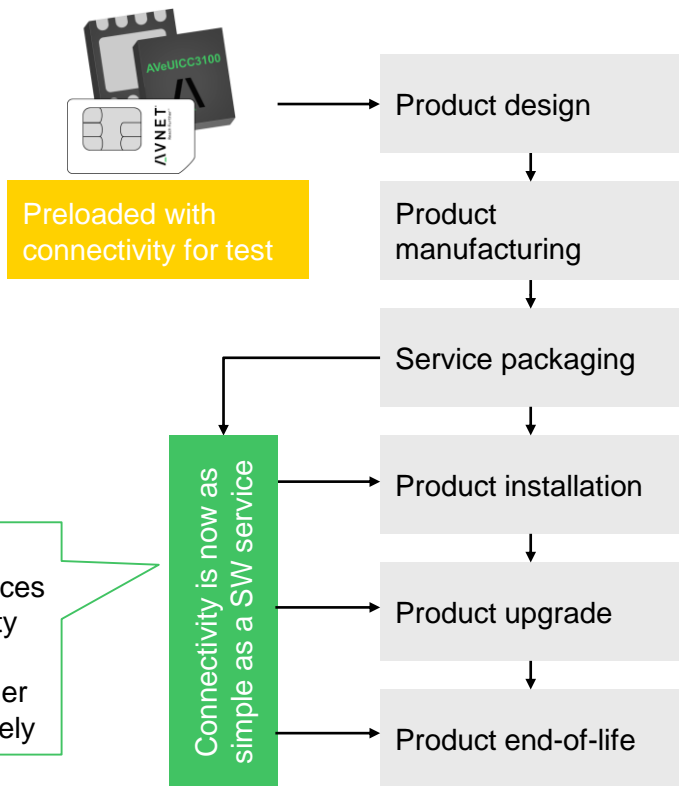 AVeUICC3100
AVNET
Preloaded with
connectivity for test
Product design
Product
manufacturing
Service packaging
Connectivity is now as
simple as a SW service
Product installation
Product upgrade
Product end-of-life